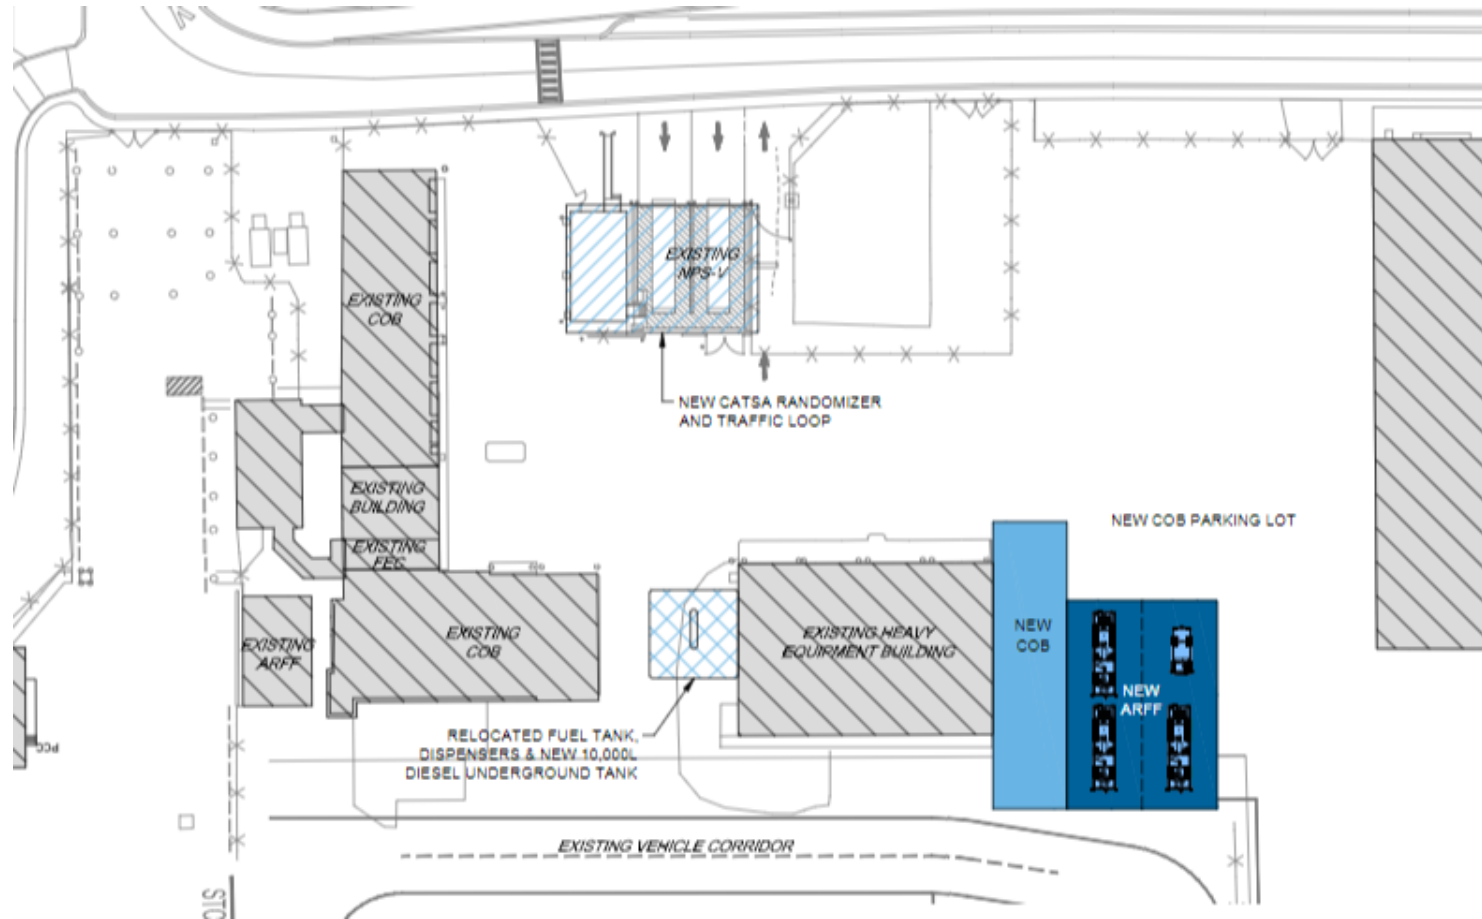 EXISTING
NPS-V
EXISTING
COB
NEW CATSA RANDOMIZER
AND TRAFFIC LOOP
EXISTING
BUILDING
NEW COB PARKING LOT
EXISTING
FEC
EXISTING
ARFF
EXISTING
COB
EXISTING HEAVY
EQUIPMENT BUILDING
NEW
COB
NEW
ARFF
RELOCATED FUEL TANK,
DISPENSERS & NEW 10,000L
DIESEL UNDERGROUND TANK
PCC
EXISTING VEHICLE CORRIDOR
STO